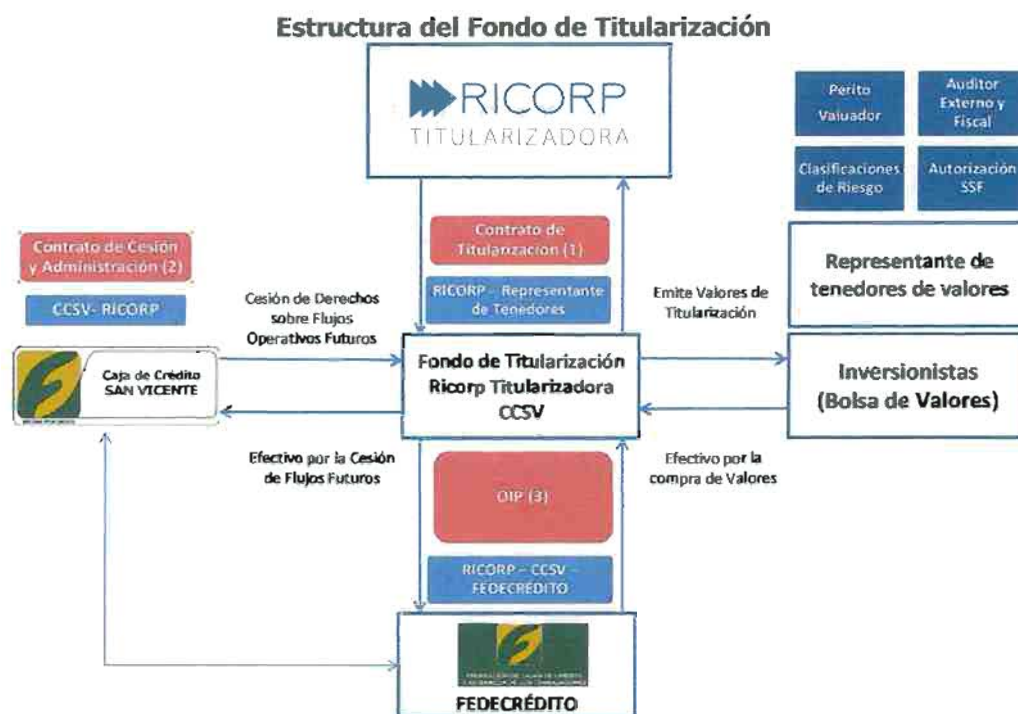 Estructura del Fondo de Titularización
RICORP
TITULARIZADORA
Perito
Valuador
Auditor
Externo y
Fiscal
Clasificaciones
de Riesgo
Autorización
SSF
Contrato de Cesión
y Administración (2)
CCSV- RICORP
Contrato de
Titularización (1)
RICORP – Representante
de Tenedores
Cesión de Derechos
sobre Flujos
Operativos Futuros
Emite Valores de
Titularización
Representante de
tenedores de valores
Caja de Crédito
SAN VICENTE
Fondo de Titularización
Ricorp Titularizadora
CCSV
Inversionistas
(Bolsa de Valores)
Efectivo por la Cesión
de Flujos Futuros
Efectivo por la
compra de Valores
OIP (3)
RICORP – CCSV –
FEDECRÉDITO
FEDECRÉDITO